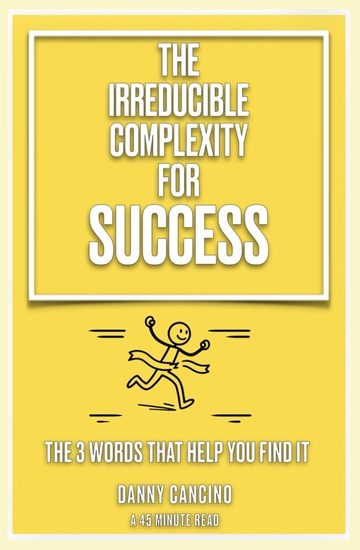 THE
IRREDUCIBLE
COMPLEXITY
FOR
SUCCESS
THE 3 WORDS THAT HELP YOU FIND IT
DANNY CANCINO
A 45 MINUTE READ